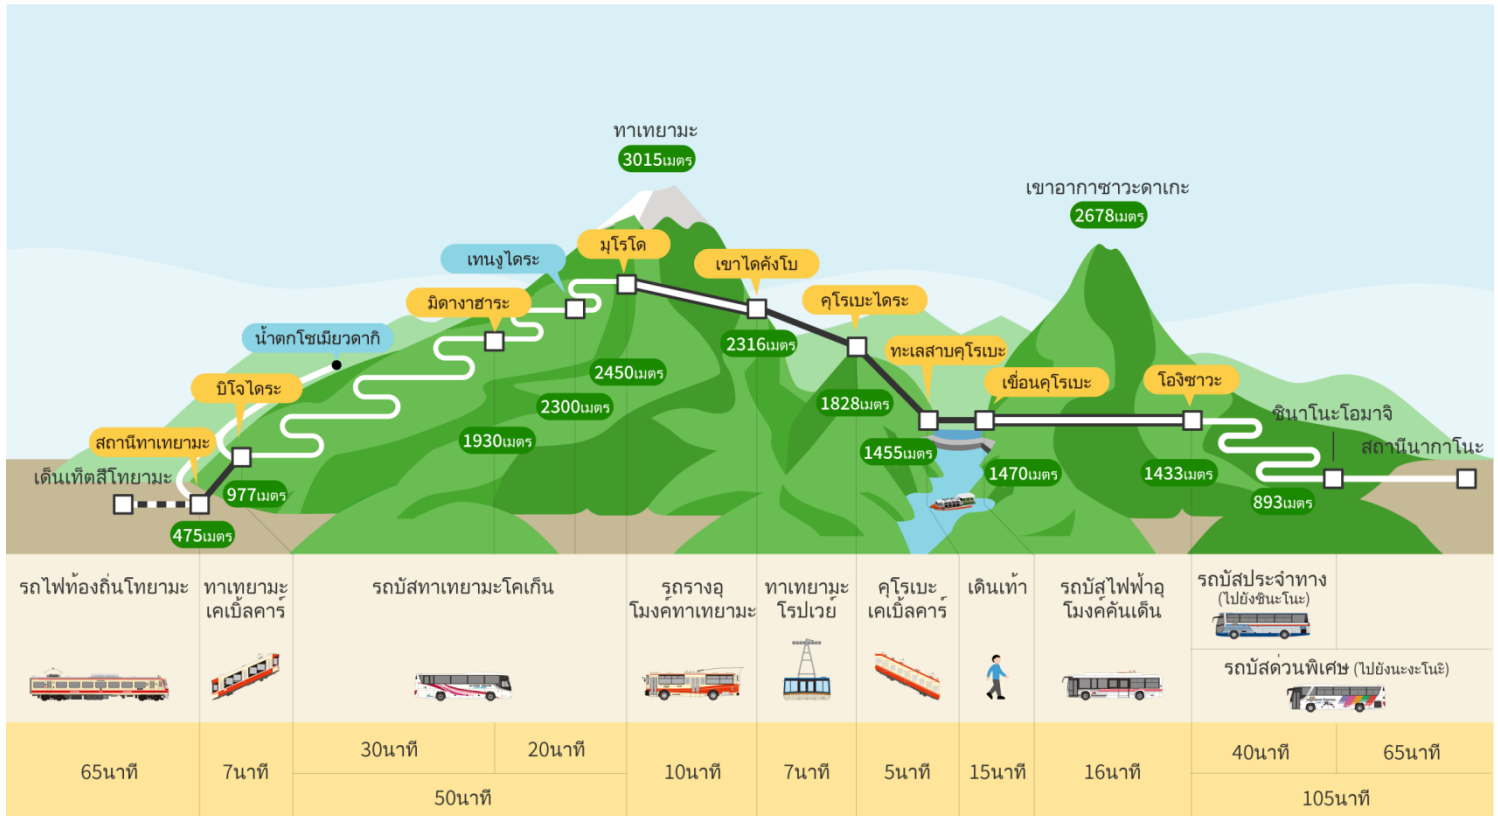 ทาเทยามะ
3015เมตร
เขาอากาซาวะดาเกะ
2678เมตร
มุโรโด
เทนงูไดระ
เขาไดคังโบ
มิดางาฮาระ
คุโรเบะไดระ
น้ำตกโชเมียวดากิ
2316เมตร
ทะเลสาบคุโรเบะ
2450เมตร
เขื่อนคุโรเบะ
โองิซาวะ
บิโจไดระ
1828เมตร
2300เมตร
ชินาโนะโอมาจิ
สถานีทาเทยามะ
1930เมตร
สถานีนากาโนะ
1455เมตร
1470เมตร
1433เมตร
เด็นเท็ตสึโทยามะ
977เมตร
893เมตร
475เมตร
รถไฟท้องถิ่นโทยามะ
ทาเทยามะ
เคเบิ้ลคาร์
รถบัสทาเทยามะโคเก็น
รถรางอุ
โมงค์ทาเทยามะ
ทาเทยามะ
โรปเวย์
คุโรเบะ
เคเบิ้ลคาร์
เดินเท้า
รถบัสไฟฟ้าอุ
โมงค์คันเด็น
รถบัสประจำทาง
(ไปยังชินะโนะ)
รถบัสด่วนพิเศษ (ไปยังนะงะโนะ)
65นาที
7นาที
30นาที
20นาที
50นาที
10นาที
7นาที
5นาที
15นาที
16นาที
40นาที
65นาที
105นาที